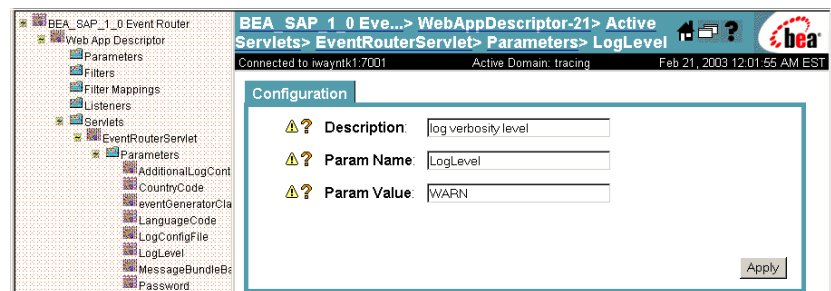 BEA_SAP_1_0 Event Router
Web App Descriptor
Parameters
Filters
Filter Mappings
Listeners
Servlets
EventRouterServlet
Parameters
AdditionalLogCont
CountryCode
eventGeneratorCla
LanguageCode
LogConfigFile
LogLevel
MessageBundleBa
Password
BEA_SAP_1_0 Eve...> WebAppDescriptor-21> Active
Servlets> EventRouterServlet> Parameters> LogLevel
?
bea
Connected to iwayntk1:7001 Active Domain: tracing Feb 21, 2003 12:01:55 AM EST
Configuration
? Description: log verbosity level
? Param Name: LogLevel
? Param Value: WARN
Apply